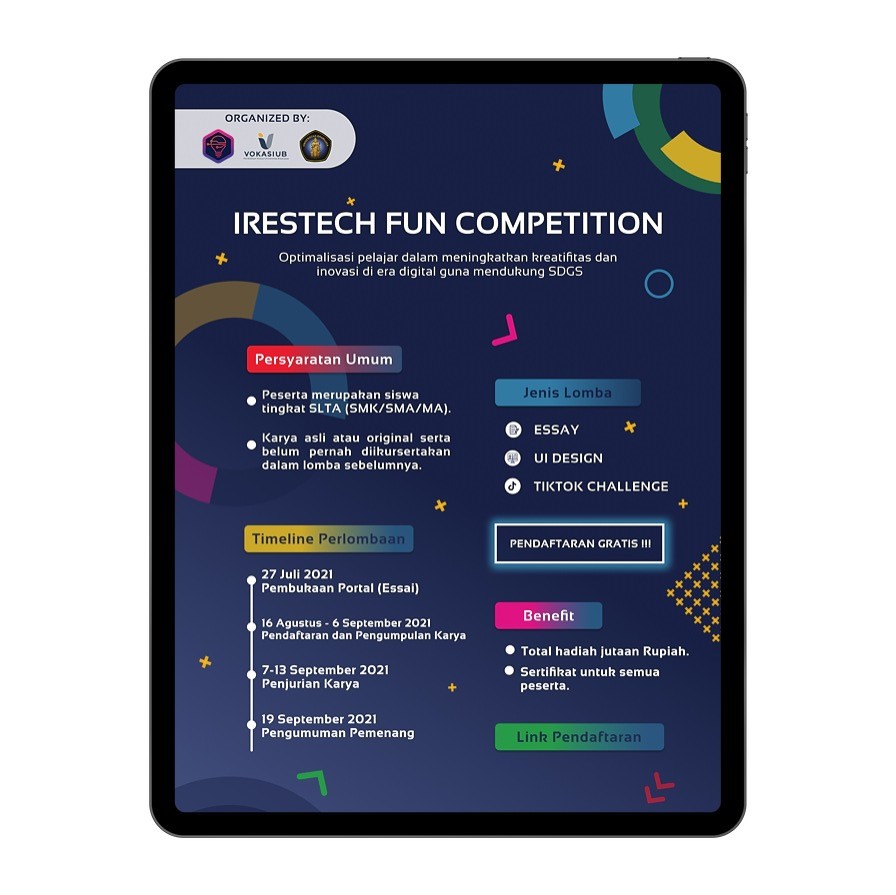 ORGANIZED BY:
VOKASIUB
IRESTECH FUN COMPETITION
Optimalisasi pelajar dalam meningkatkan kreatifitas dan
inovasi di era digital guna mendukung SDGS
Persyaratan Umum
Peserta merupakan siswa
tingkat SLTA (SMK/SMA/MA).
Karya asli atau original serta
belum pernah diikursertakan
dalam lomba sebelumnya.
Timeline Perlombaan
27 Juli 2021
Pembukaan Portal (Essai)
16 Agustus - 6 September 2021
Pendaftaran dan Pengumpulan Karya
7-13 September 2021
Penjurian Karya
19 September 2021
Pengumuman Pemenang
Jenis Lomba
ESSAY
UI DESIGN
TIKTOK CHALLENGE
PENDAFTARAN GRATIS !!!
Benefit
Total hadiah jutaan Rupiah.
Sertifikat untuk semua
peserta.
Link Pendaftaran